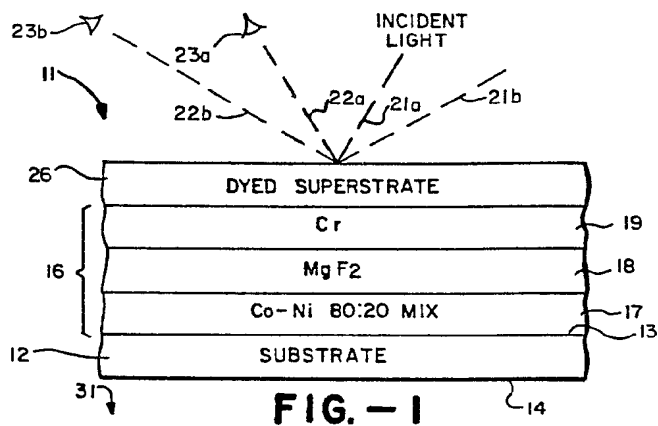 23b
23a
INCIDENT
LIGHT
11
22b
22a
21a
21b
26
DYED SUPERSTRATE
Cr
19
16
MgF2
18
Co-Ni 80:20 MIX
17
13
12
SUBSTRATE
31
FIG.-1
14